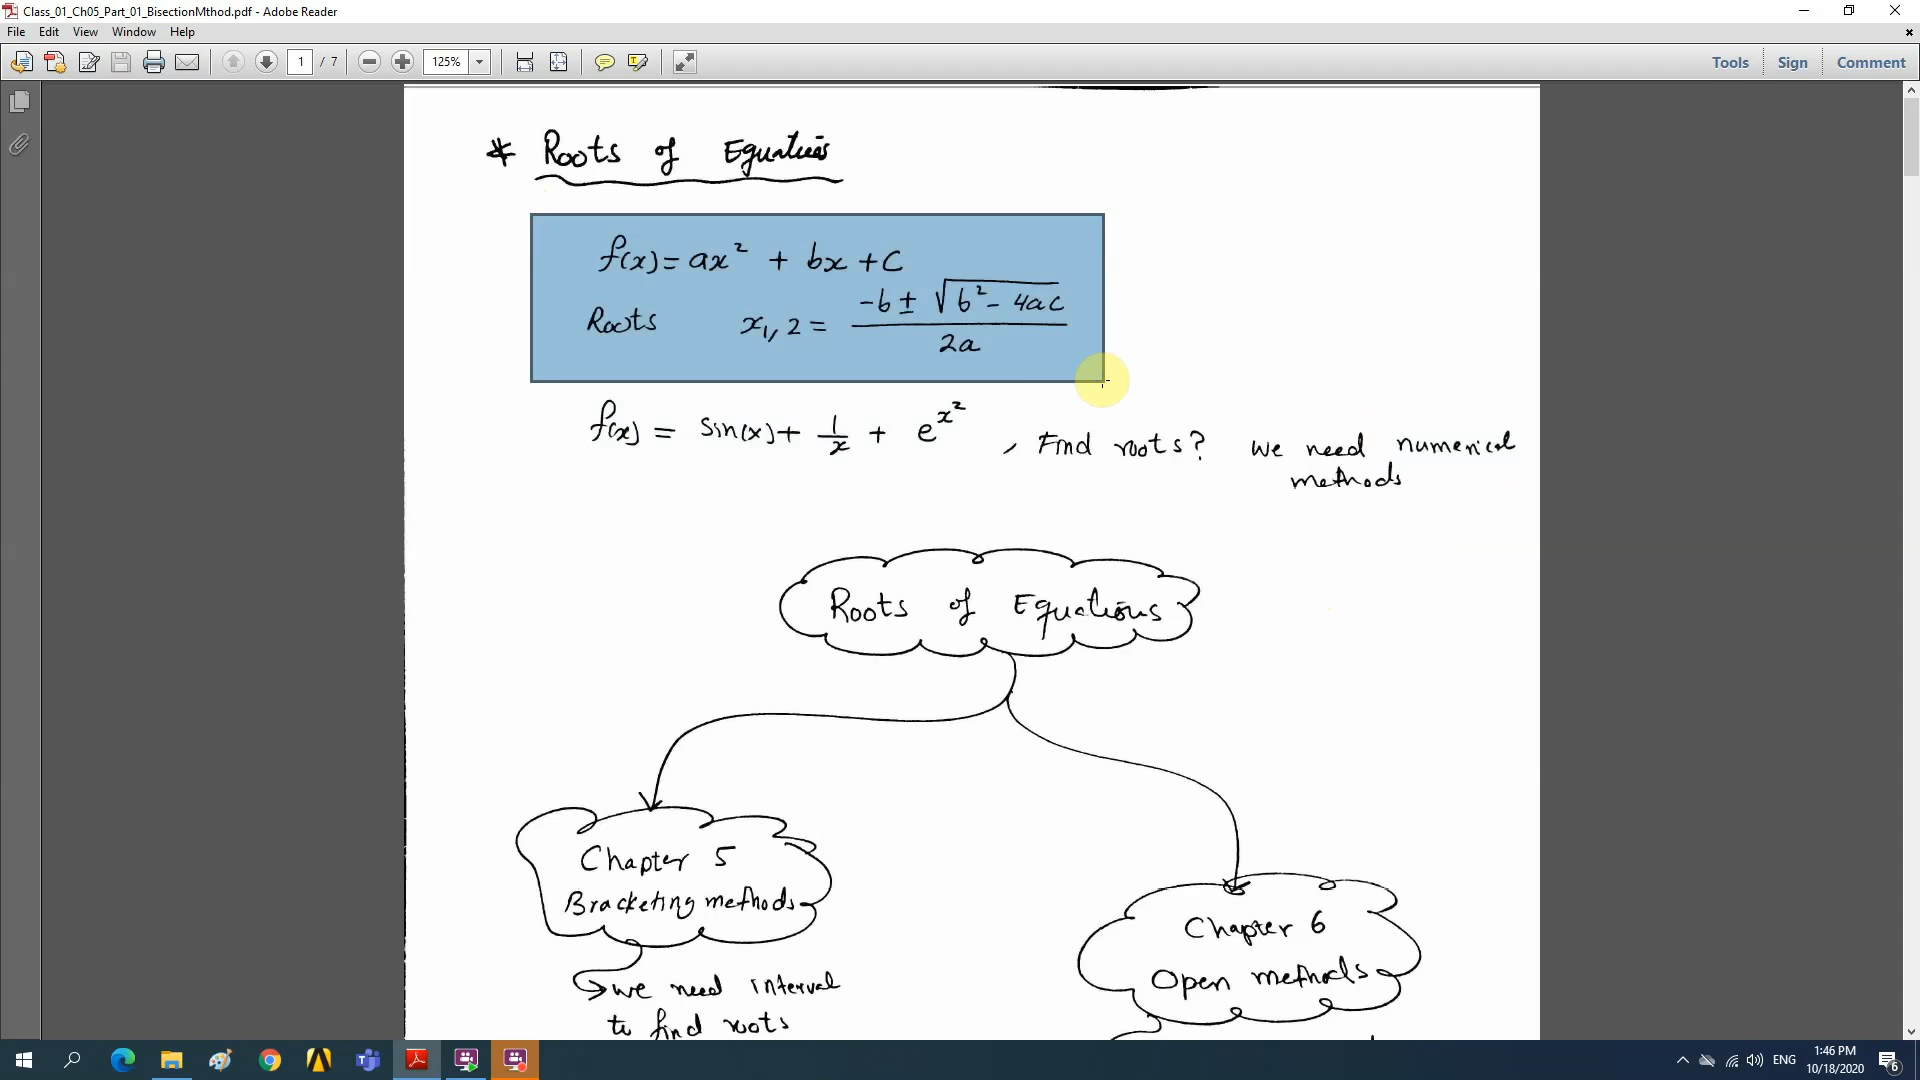 Class_01_Ch05_Part_01_BisectionMthod.pdf - Adobe Reader
File Edit View Window Help
1 / 7 125% Tools Sign Comment
* Roots of Equations
f(x) = ax² + bx + c
Roots x₁,₂ = (-b ± √(b² - 4ac)) / 2a
f(x) = sin(x) + 1/x + e^x² , Find roots? we need numerical
methods
Roots of Equations
Chapter 5
Bracketing methods
we need interval
to find roots
Chapter 6
Open methods
ENG
1:46 PM
10/18/2020
6